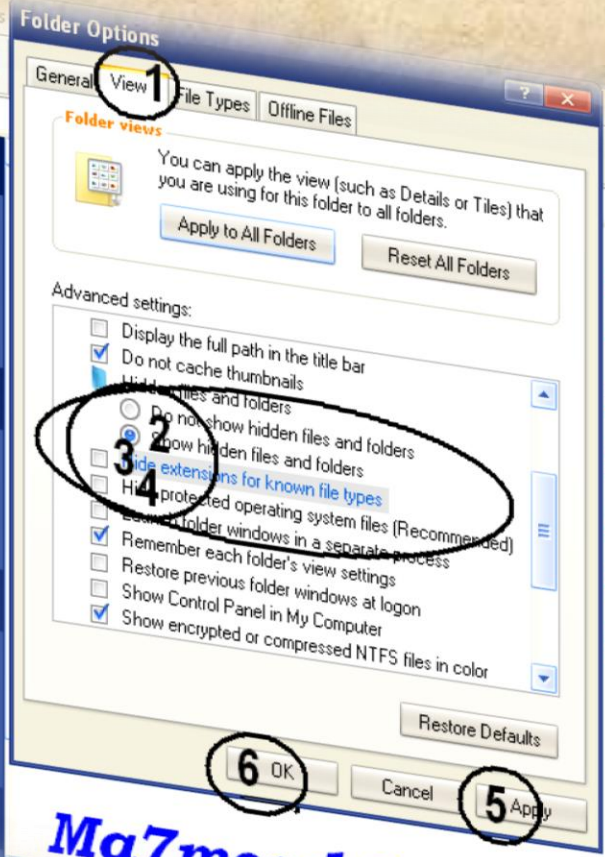 Folder Options
General View 1 File Types Offline Files
Folder views
You can apply the view (such as Details or Tiles) that
you are using for this folder to all folders.
Apply to All Folders Reset All Folders
Advanced settings:
Display the full path in the title bar
Do not cache thumbnails
Hidden files and folders
Do not show hidden files and folders
2
Show hidden files and folders
3
Hide extensions for known file types
4
Hide protected operating system files (Recommended)
Launch folder windows in a separate process
Remember each folder's view settings
Restore previous folder windows at logon
Show Control Panel in My Computer
Show encrypted or compressed NTFS files in color
Restore Defaults
6 OK Cancel 5 Apply